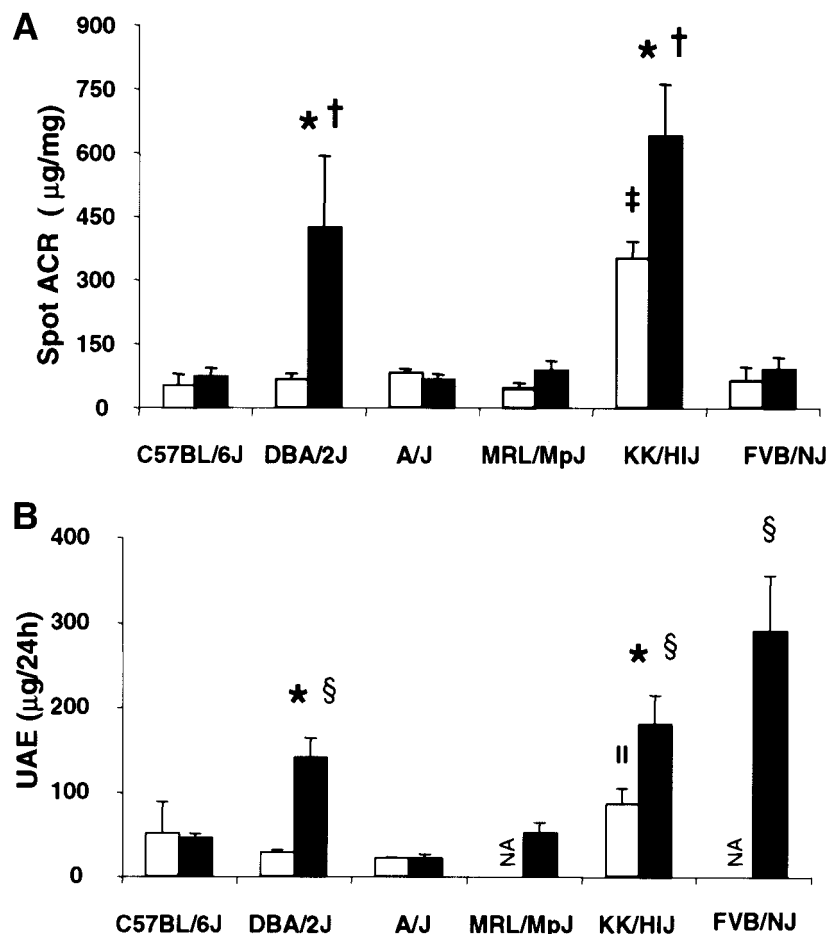 A
900
* †
750
* †
600
Spot ACR ( μg/mg)
450
‡
300
150
0
C57BL/6J DBA/2J A/J MRL/MpJ KK/HIJ FVB/NJ
B
400
§
300
* §
UAE (μg/24h)
200
* §
||
100
NA NA
0
C57BL/6J DBA/2J A/J MRL/MpJ KK/HIJ FVB/NJ